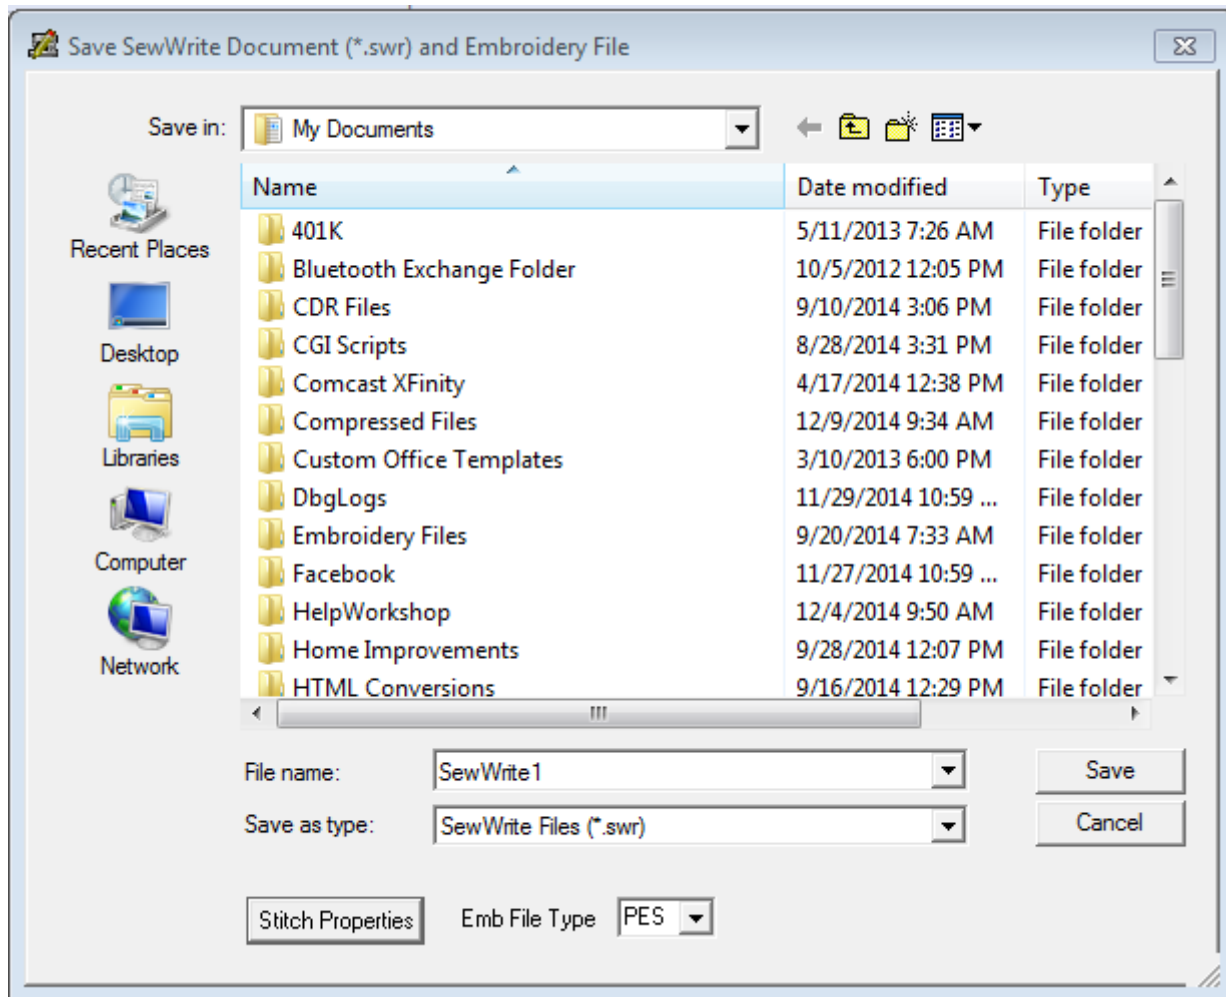 Save SewWrite Document (*.swr) and Embroidery File
Save in: My Documents
Name Date modified Type
401K 5/11/2013 7:26 AM File folder
Bluetooth Exchange Folder 10/5/2012 12:05 PM File folder
CDR Files 9/10/2014 3:06 PM File folder
CGI Scripts 8/28/2014 3:31 PM File folder
Comcast XFinity 4/17/2014 12:38 PM File folder
Compressed Files 12/9/2014 9:34 AM File folder
Custom Office Templates 3/10/2013 6:00 PM File folder
DbgLogs 11/29/2014 10:59 ... File folder
Embroidery Files 9/20/2014 7:33 AM File folder
Facebook 11/27/2014 10:59 ... File folder
HelpWorkshop 12/4/2014 9:50 AM File folder
Home Improvements 9/28/2014 12:07 PM File folder
HTML Conversions 9/16/2014 12:29 PM File folder
Recent Places
Desktop
Libraries
Computer
Network
File name: SewWrite1 Save
Save as type: SewWrite Files (*.swr) Cancel
Stitch Properties Emb File Type PES